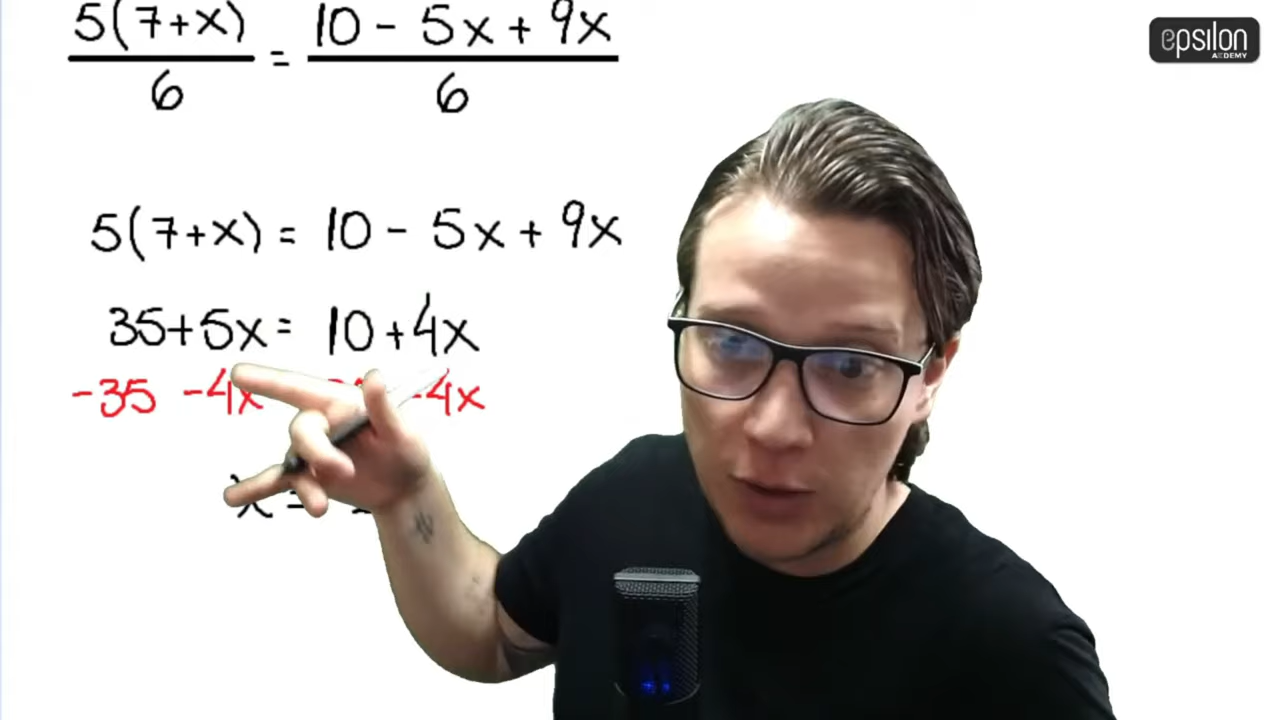 epsilon
ACADEMY
5(7+x) = 10 - 5x + 9x
6 6
5(7+x) = 10 - 5x + 9x
35+5x = 10+4x
-35 -4x -4x
x =